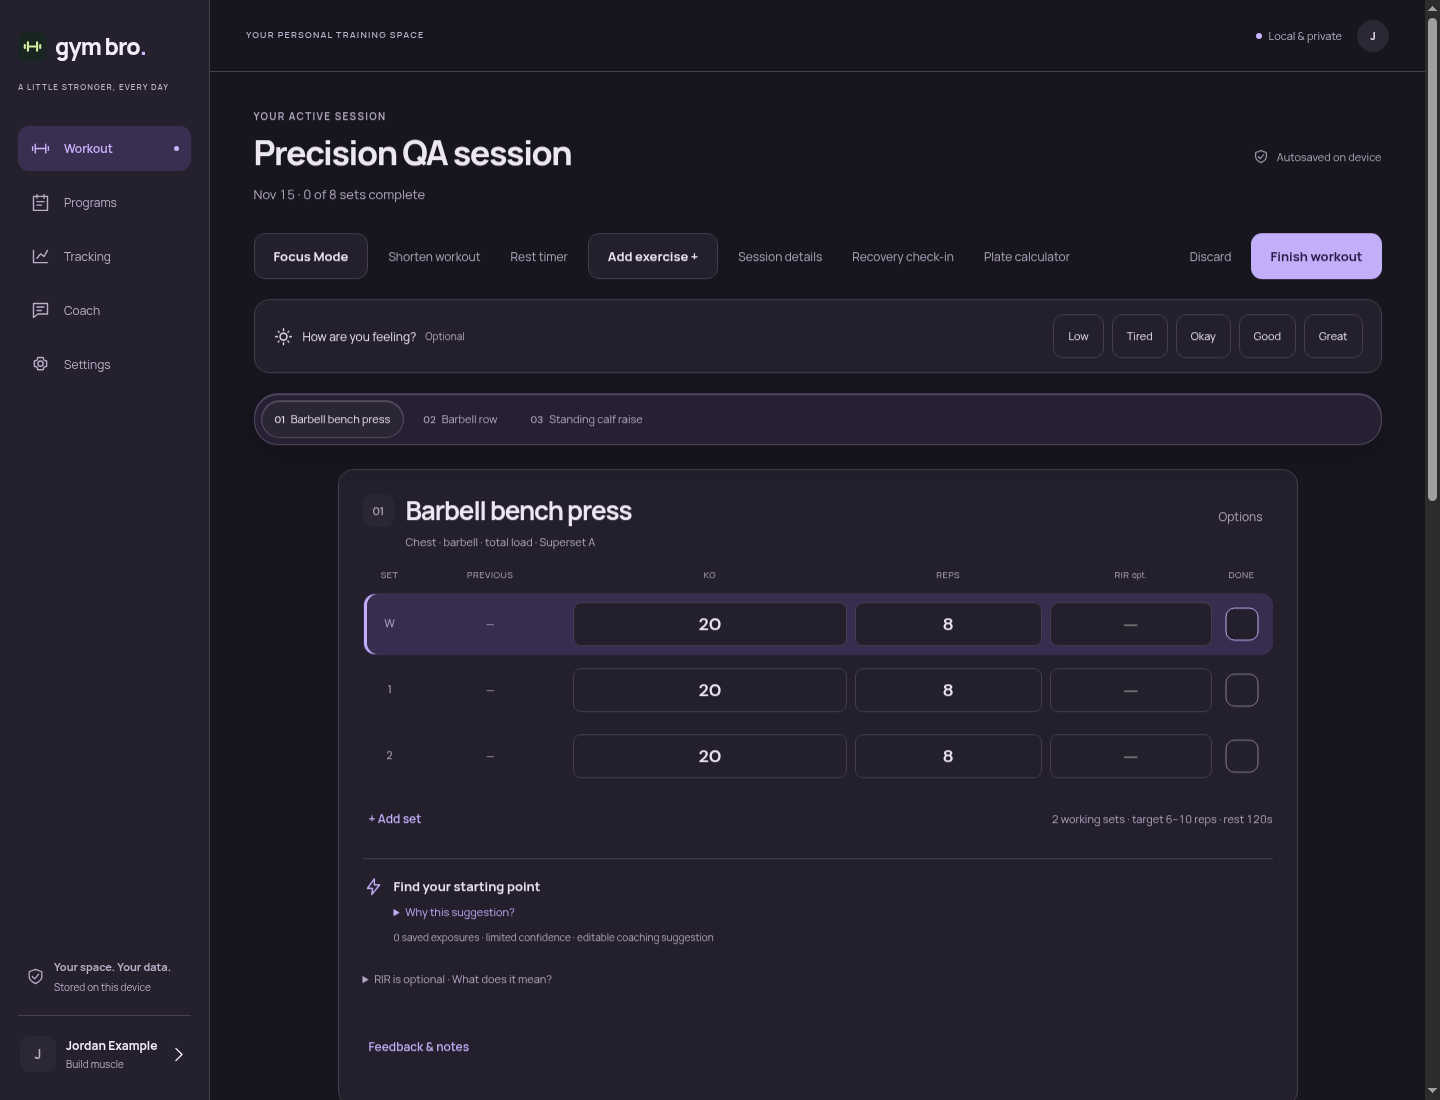 gym bro.
A LITTLE STRONGER, EVERY DAY
Workout
Programs
Tracking
Coach
Settings
Your space. Your data.
Stored on this device
J
Jordan Example
Build muscle
YOUR PERSONAL TRAINING SPACE
Local & private
J
YOUR ACTIVE SESSION
Precision QA session
Nov 15 · 0 of 8 sets complete
Autosaved on device
Focus Mode
Shorten workout
Rest timer
Add exercise +
Session details
Recovery check-in
Plate calculator
Discard
Finish workout
How are you feeling? Optional
Low
Tired
Okay
Good
Great
01 Barbell bench press
02 Barbell row
03 Standing calf raise
01
Barbell bench press
Chest · barbell · total load · Superset A
Options
SET PREVIOUS KG REPS RIR opt. DONE
W – 20 8 —
1 – 20 8 —
2 – 20 8 —
+ Add set
2 working sets · target 6–10 reps · rest 120s
Find your starting point
Why this suggestion?
0 saved exposures · limited confidence · editable coaching suggestion
RIR is optional · What does it mean?
Feedback & notes